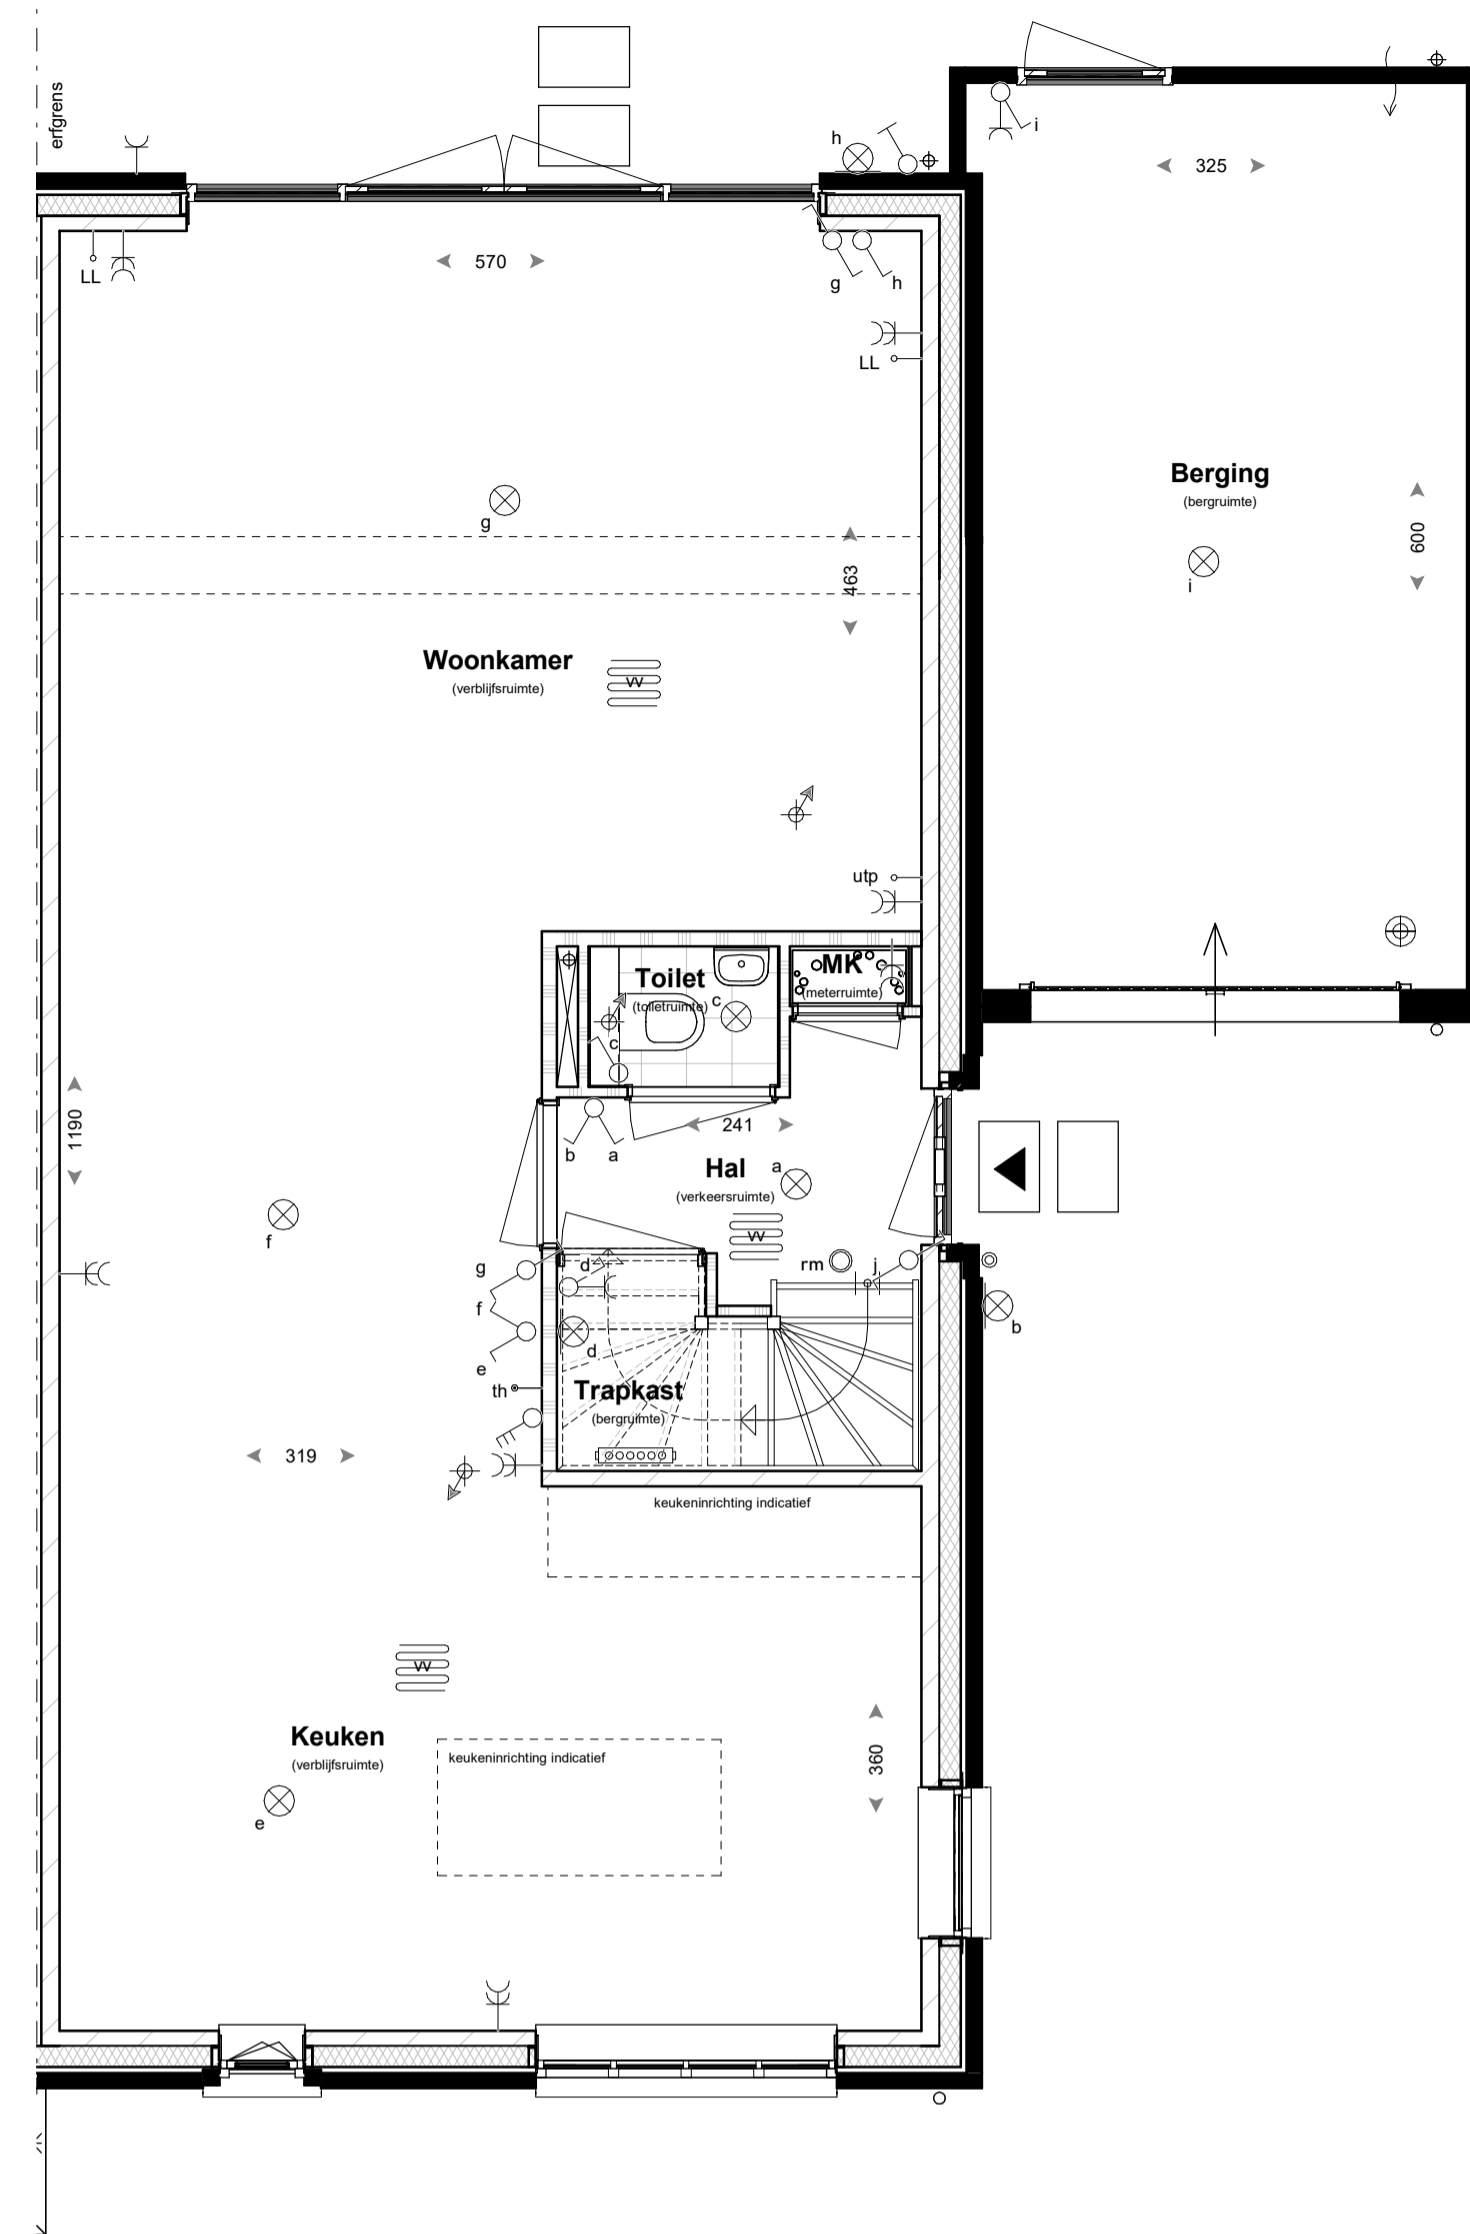 erfgrens
h
i
325
LL
570
g
h
LL
Berging
(bergruimte)
600
g
463
i
Woonkamer
(verblijfsruimte)
VV
utp
Toilet
(toiletruimte)
c
c
MK
(meterruimte)
1190
b
a
241
Hal
(verkeersruimte)
a
VV
f
g
d
rm
j
f
b
d
e
th
Trapkast
(bergruimte)
319
keukeninrichting indicatief
VV
Keuken
(verblijfsruimte)
keukeninrichting indicatief
360
e